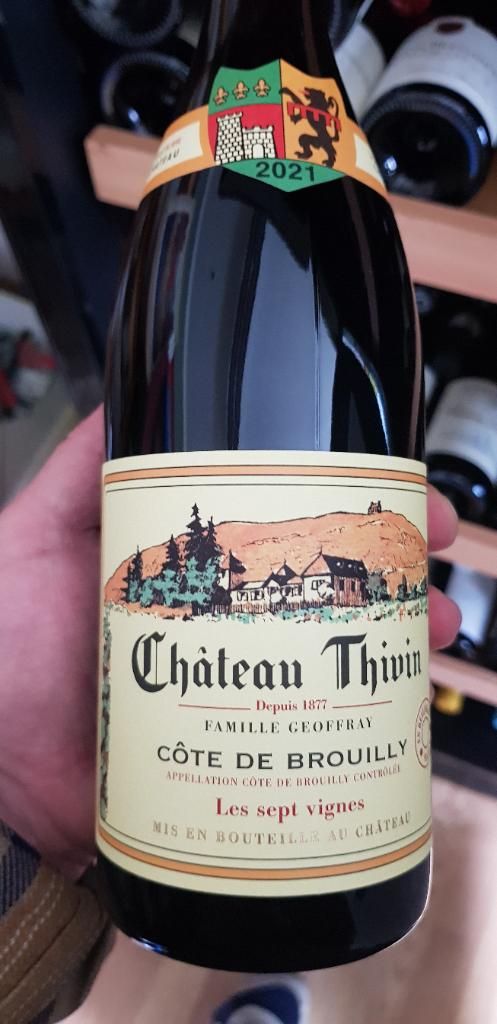 2021
Château Thivin
Depuis 1877
FAMILLE GEOFFRAY
CÔTE DE BROUILLY
APPELLATION CÔTE DE BROUILLY CONTRÔLÉE
Les sept vignes
MIS EN BOUTEILLE AU CHÂTEAU